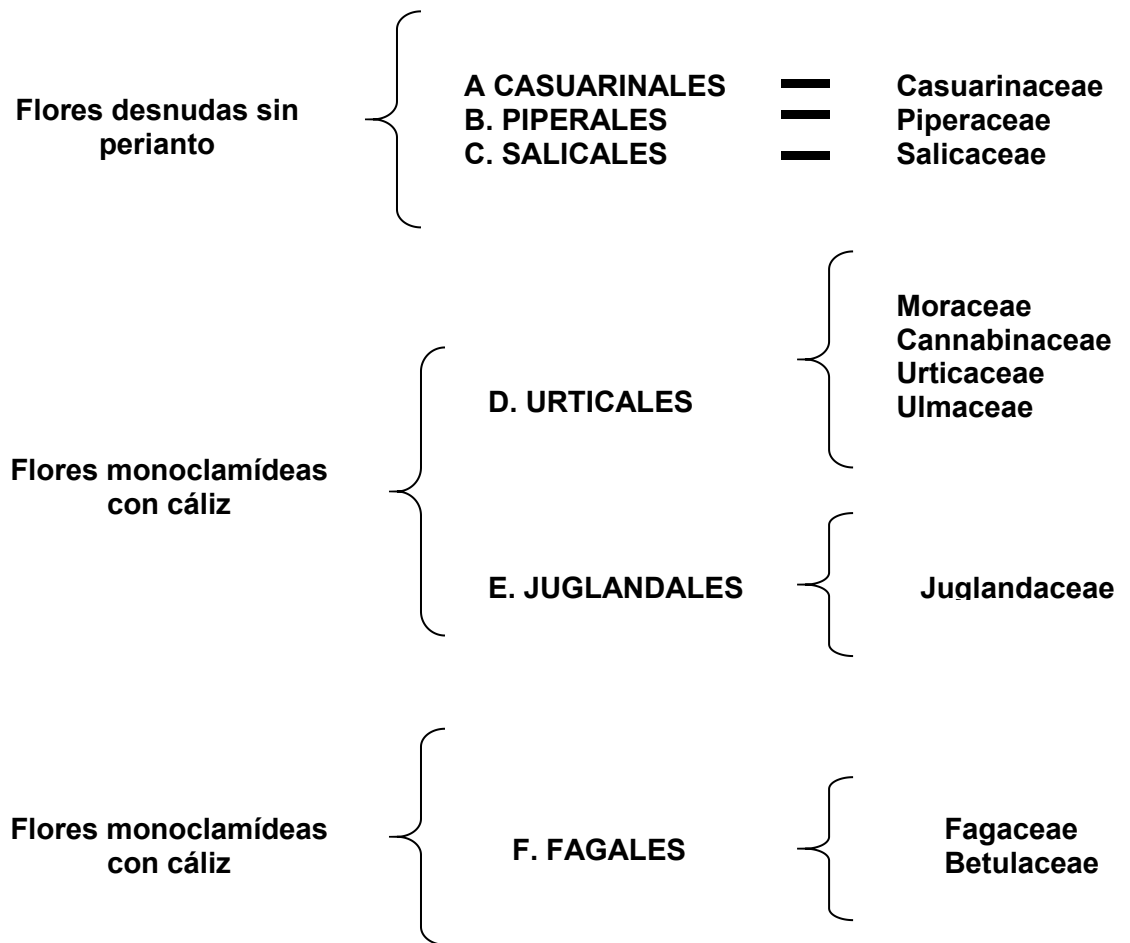 Flores desnudas sin
perianto
A CASUARINALES
B. PIPERALES
C. SALICALES
Casuarinaceae
Piperaceae
Salicaceae
Flores monoclamídeas
con cáliz
D. URTICALES
Moraceae
Cannabinaceae
Urticaceae
Ulmaceae
E. JUGLANDALES
Juglandaceae
Flores monoclamídeas
con cáliz
F. FAGALES
Fagaceae
Betulaceae